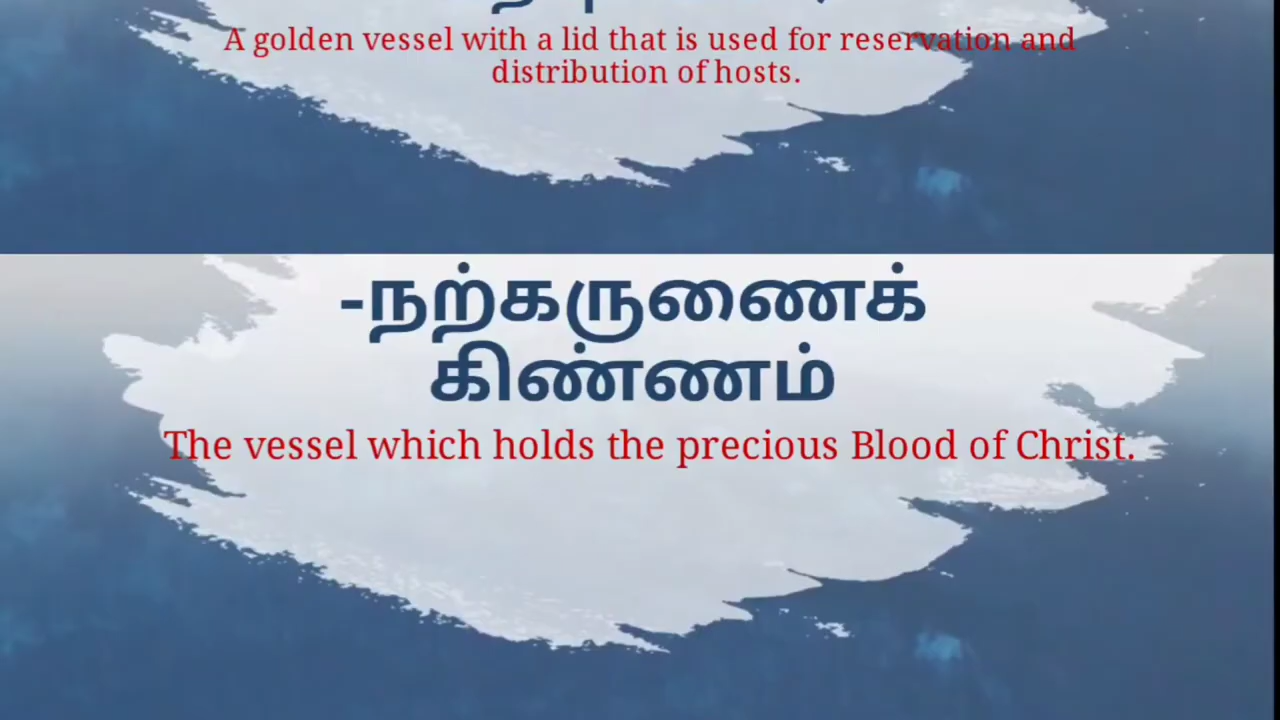 A golden vessel with a lid that is used for reservation and
distribution of hosts.
-நற்கருணைக்
கிண்ணம்
The vessel which holds the precious Blood of Christ.